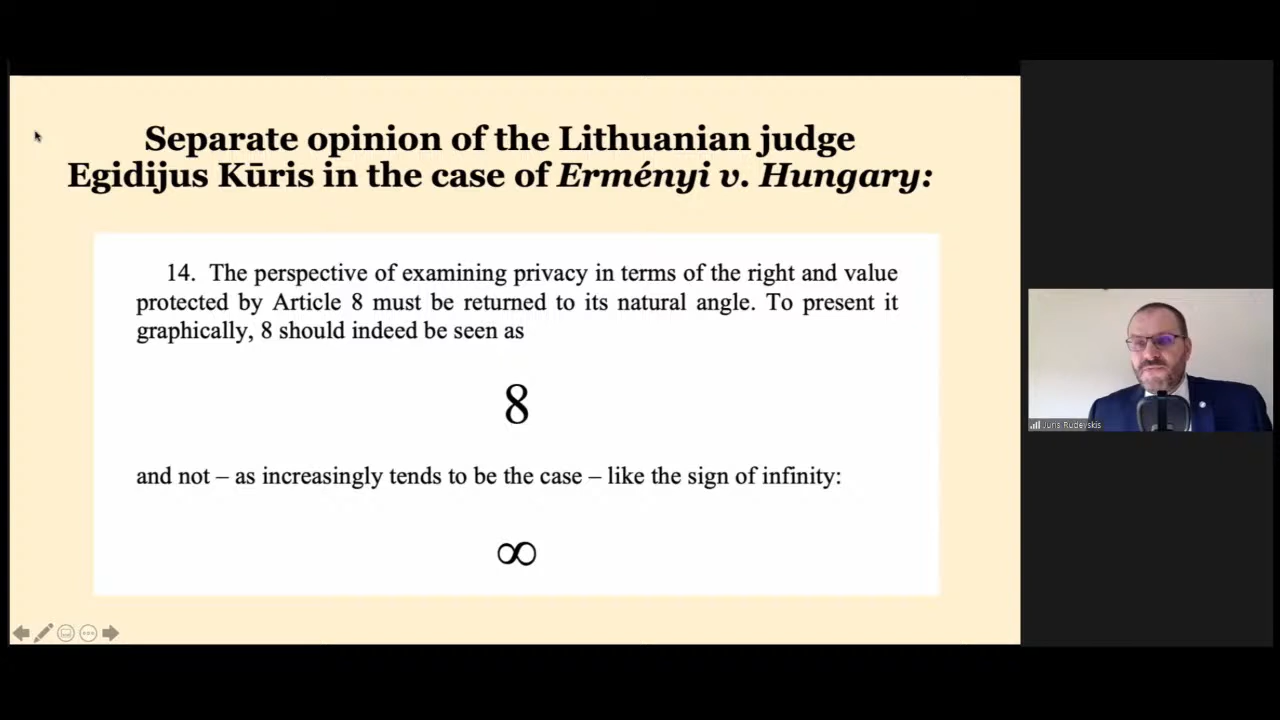 Separate opinion of the Lithuanian judge
Egidijus Kūris in the case of Erményi v. Hungary:
14. The perspective of examining privacy in terms of the right and value
protected by Article 8 must be returned to its natural angle. To present it
graphically, 8 should indeed be seen as
8
and not – as increasingly tends to be the case – like the sign of infinity:
∞
Juris Rudevskis